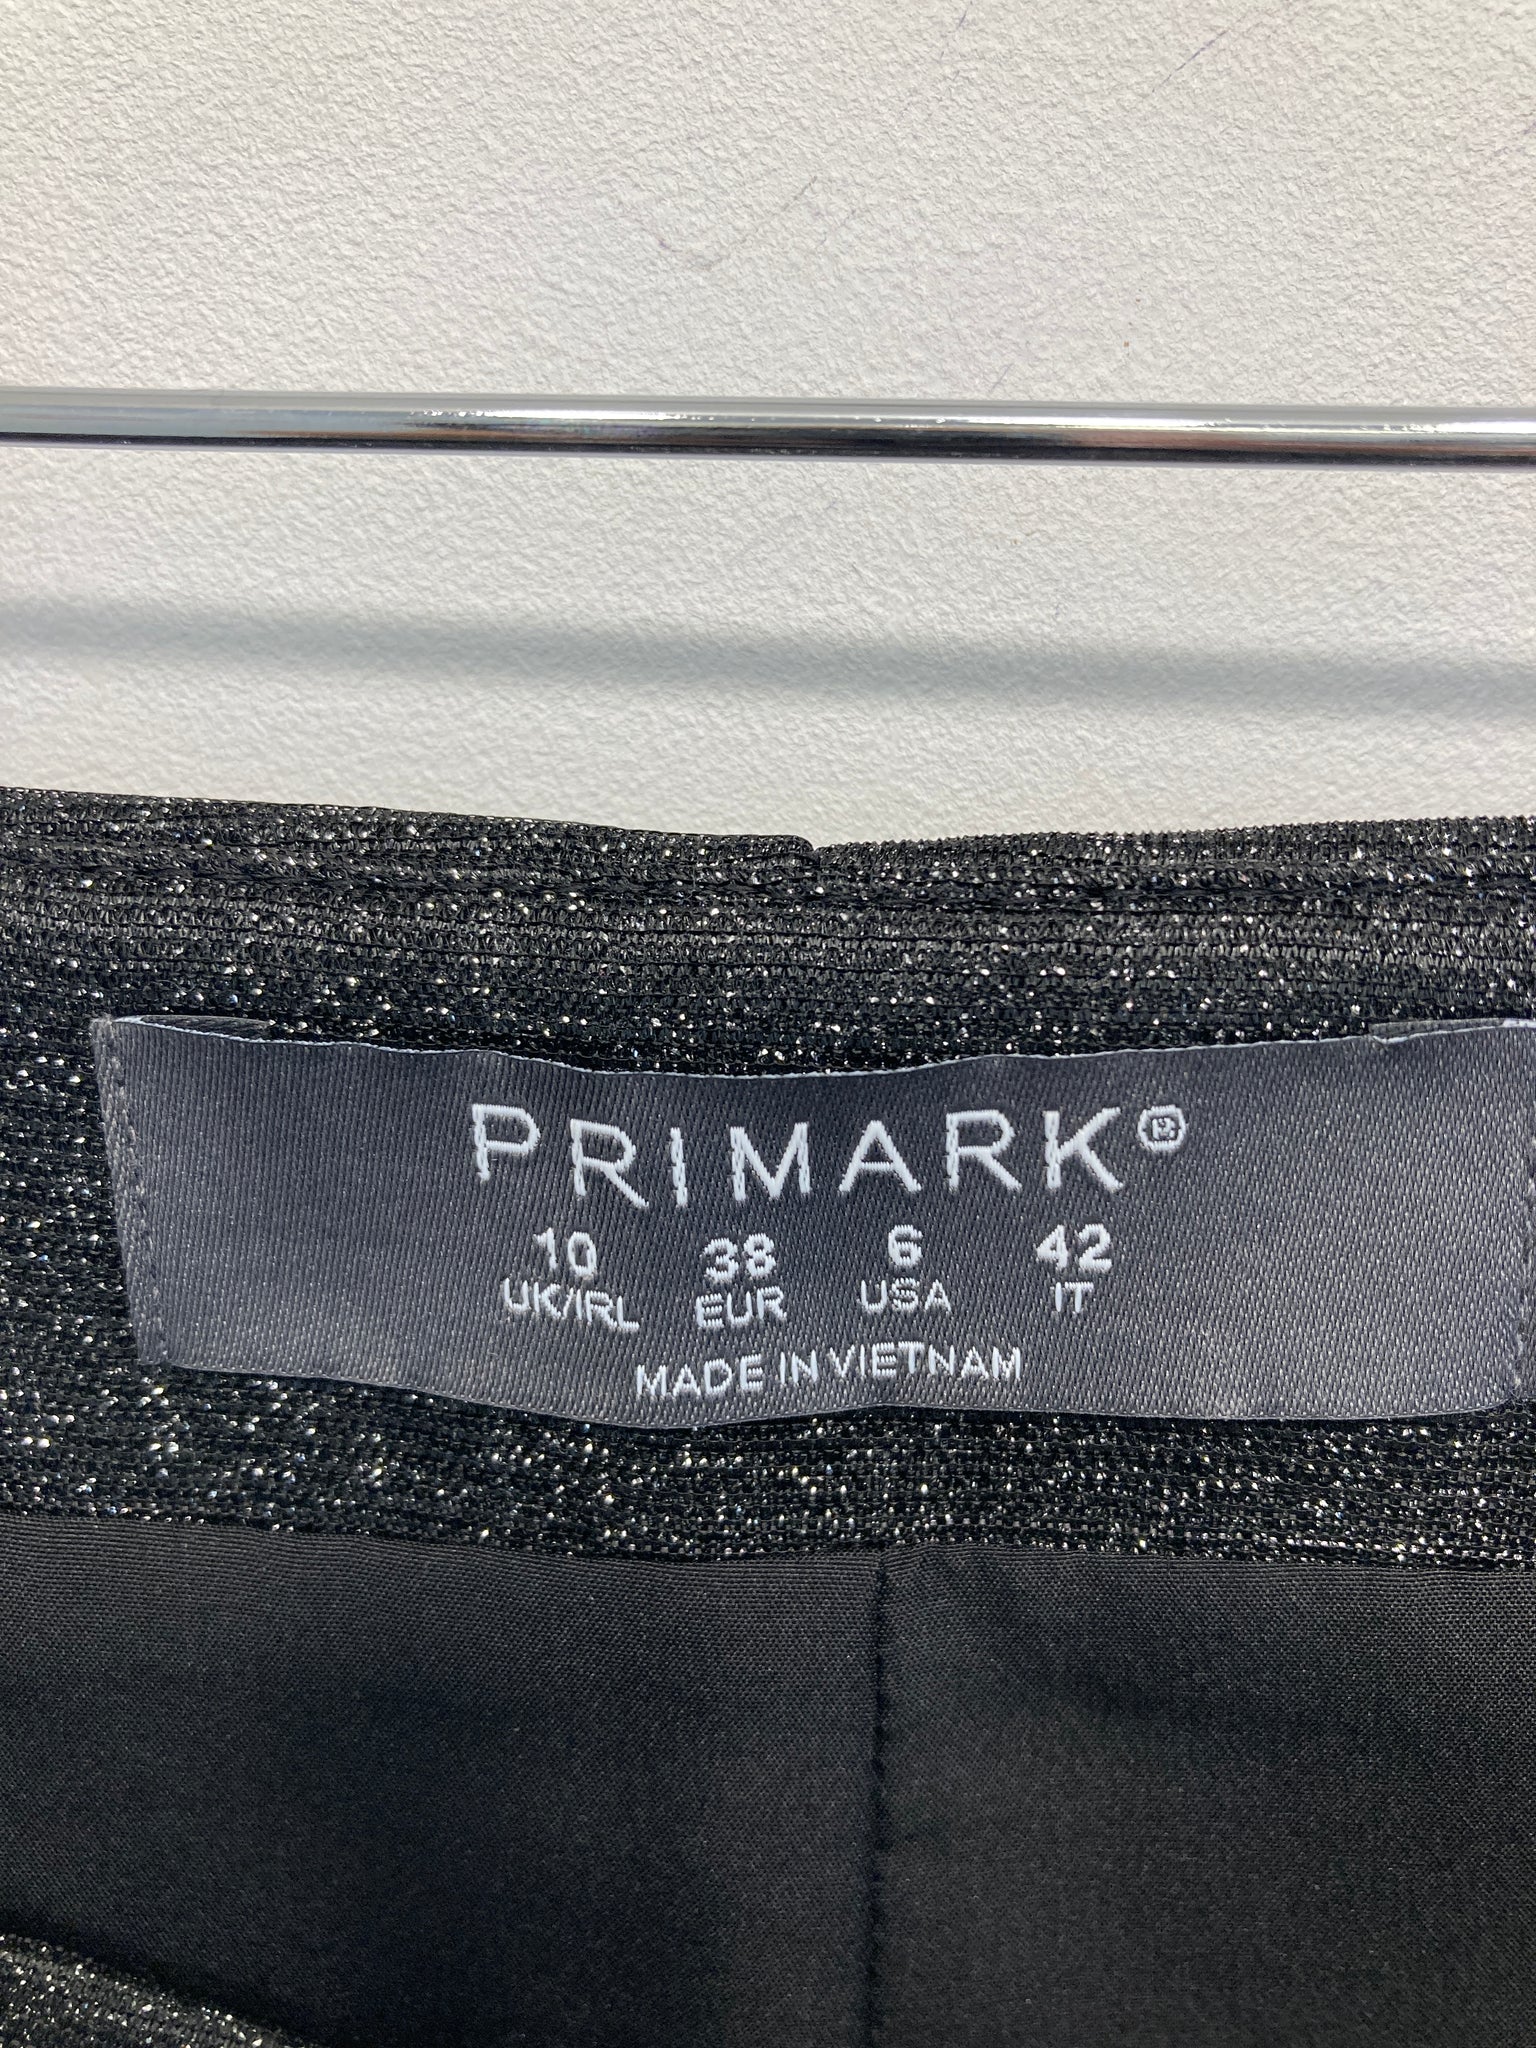 PRIMARK®
10 38 6 42
UK/IRL EUR USA IT
MADE IN VIETNAM